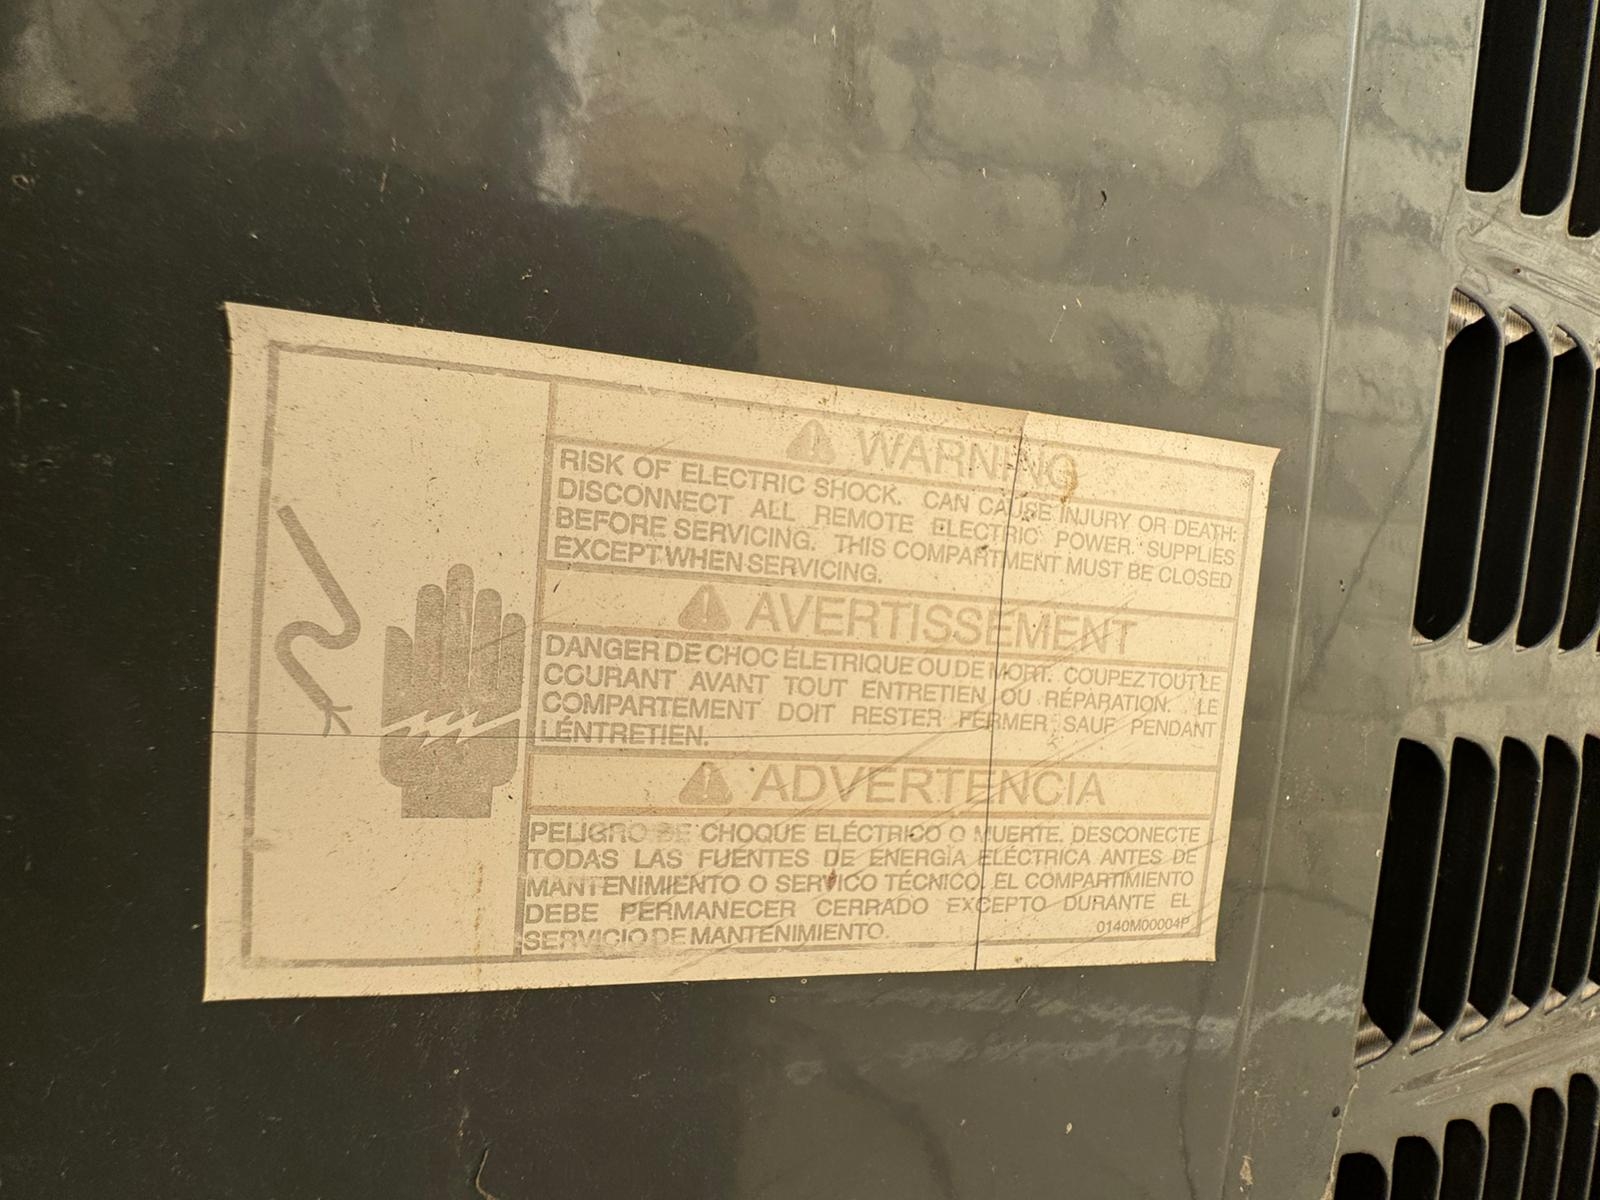 WARNING
RISK OF ELECTRIC SHOCK. CAN CAUSE INJURY OR DEATH:
DISCONNECT ALL REMOTE ELECTRIC POWER SUPPLIES
BEFORE SERVICING. THIS COMPARTMENT MUST BE CLOSED
EXCEPT WHEN SERVICING.
AVERTISSEMENT
DANGER DE CHOC ÉLETRIQUE OU DE MORT. COUPEZ TOUT LE
COURANT AVANT TOUT ENTRETIEN OU RÉPARATION. LE
COMPARTEMENT DOIT RESTER FERMER SAUF PENDANT
LÉNTRETIEN.
ADVERTENCIA
PELIGRO DE CHOQUE ELÉCTRICO O MUERTE. DESCONECTE
TODAS LAS FUENTES DE ENERGÍA ELÉCTRICA ANTES DE
MANTENIMIENTO O SERVICO TÉCNICO. EL COMPARTIMIENTO
DEBE PERMANECER CERRADO EXCEPTO DURANTE EL
SERVICIO DE MANTENIMIENTO.
0140M00004P